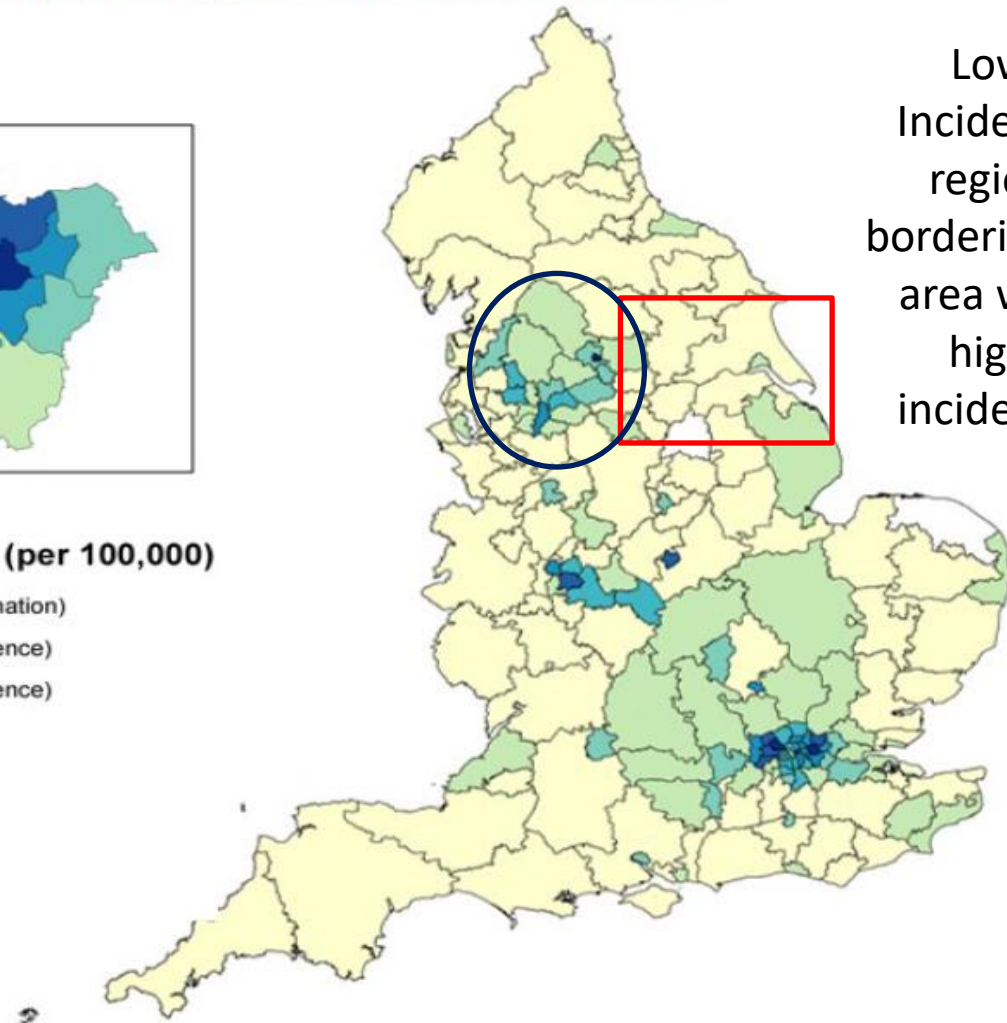 Lov
Incide
regi
borderi
area v
hig
incide
(per 100,000)
nation)
ence)
ence)